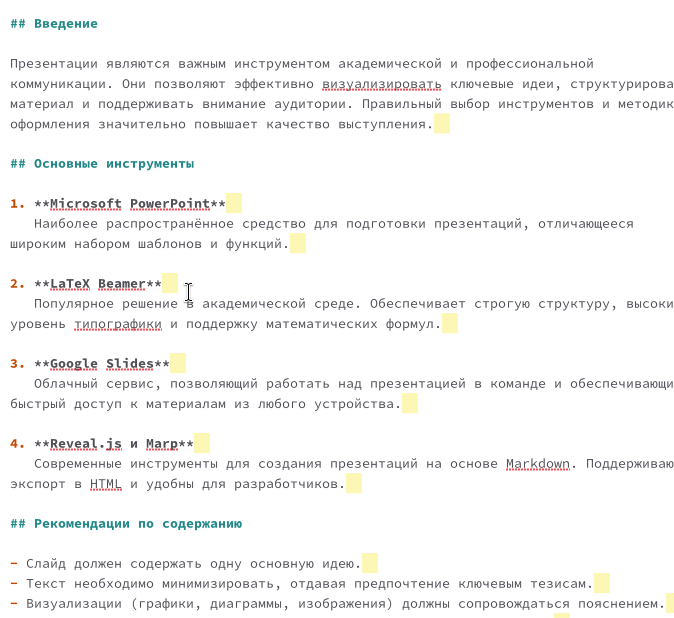 ## Введение
Презентации являются важным инструментом академической и профессиональной
коммуникации. Они позволяют эффективно визуализировать ключевые идеи, структурирова
материал и поддерживать внимание аудитории. Правильный выбор инструментов и методик
оформления значительно повышает качество выступления.
## Основные инструменты
1. **Microsoft PowerPoint**
Наиболее распространённое средство для подготовки презентаций, отличающееся
широким набором шаблонов и функций.
2. **LaTeX Beamer**
Популярное решение в академической среде. Обеспечивает строгую структуру, высоки
уровень типографики и поддержку математических формул.
3. **Google Slides**
Облачный сервис, позволяющий работать над презентацией в команде и обеспечивающи
быстрый доступ к материалам из любого устройства.
4. **Reveal.js и Marp**
Современные инструменты для создания презентаций на основе Markdown. Поддерживаю
экспорт в HTML и удобны для разработчиков.
## Рекомендации по содержанию
- Слайд должен содержать одну основную идею.
- Текст необходимо минимизировать, отдавая предпочтение ключевым тезисам.
- Визуализации (графики, диаграммы, изображения) должны сопровождаться пояснением.